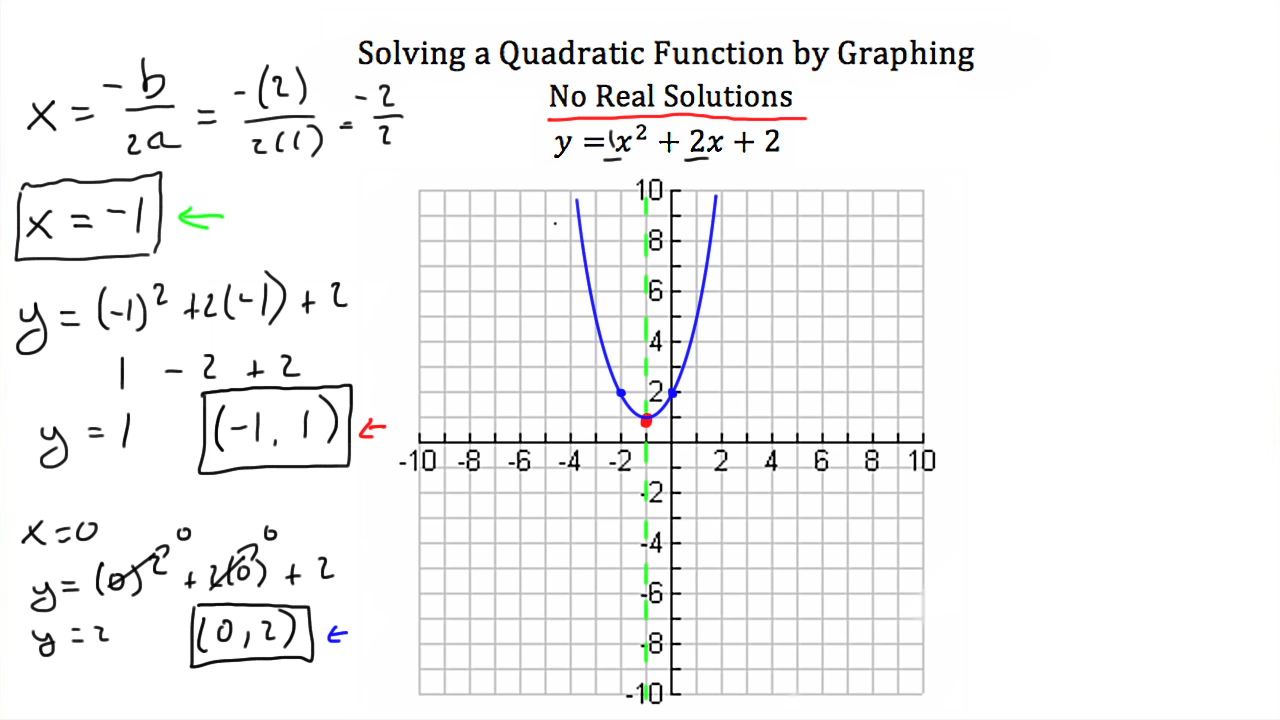 Solving a Quadratic Function by Graphing
No Real Solutions
y = 1x² + 2x + 2
x = -b/2a = -(2)/2(1) = -2/2
x = -1
y = (-1)² + 2(-1) + 2
1 - 2 + 2
y = 1 (-1, 1)
x = 0
y = (0)² 0 + 2(0) 0 + 2
y = 2 (0, 2)
10
8
6
4
2
-10 -8 -6 -4 -2 2 4 6 8 10
-2
-4
-6
-8
-10